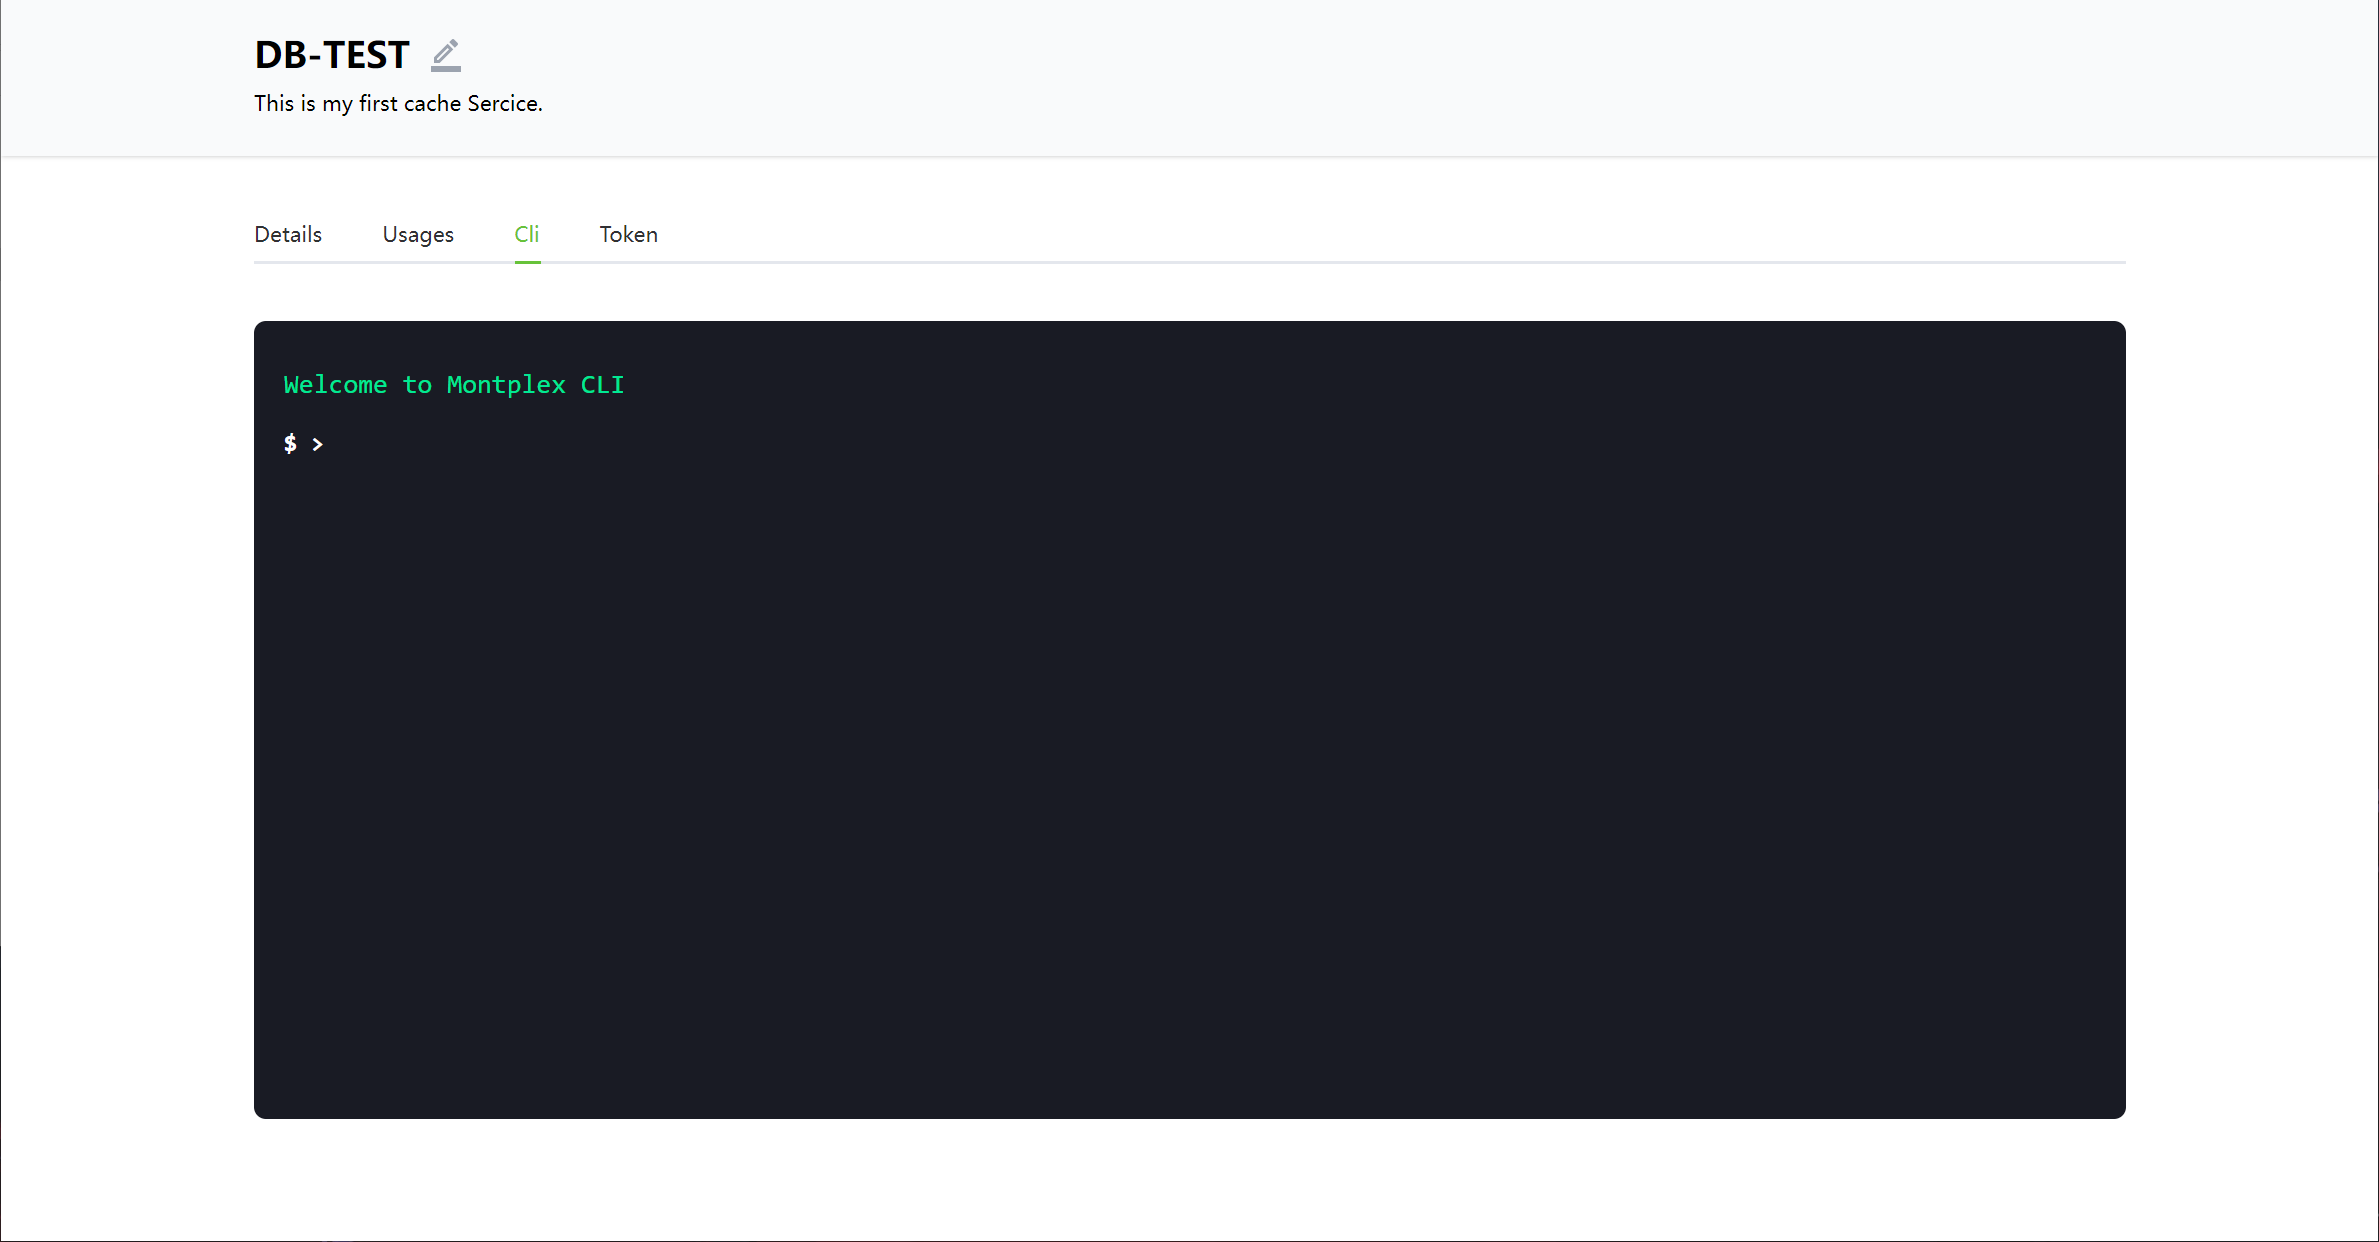 DB-TEST
This is my first cache Sercice.
Details Usages Cli Token
Welcome to Montplex CLI
$ >